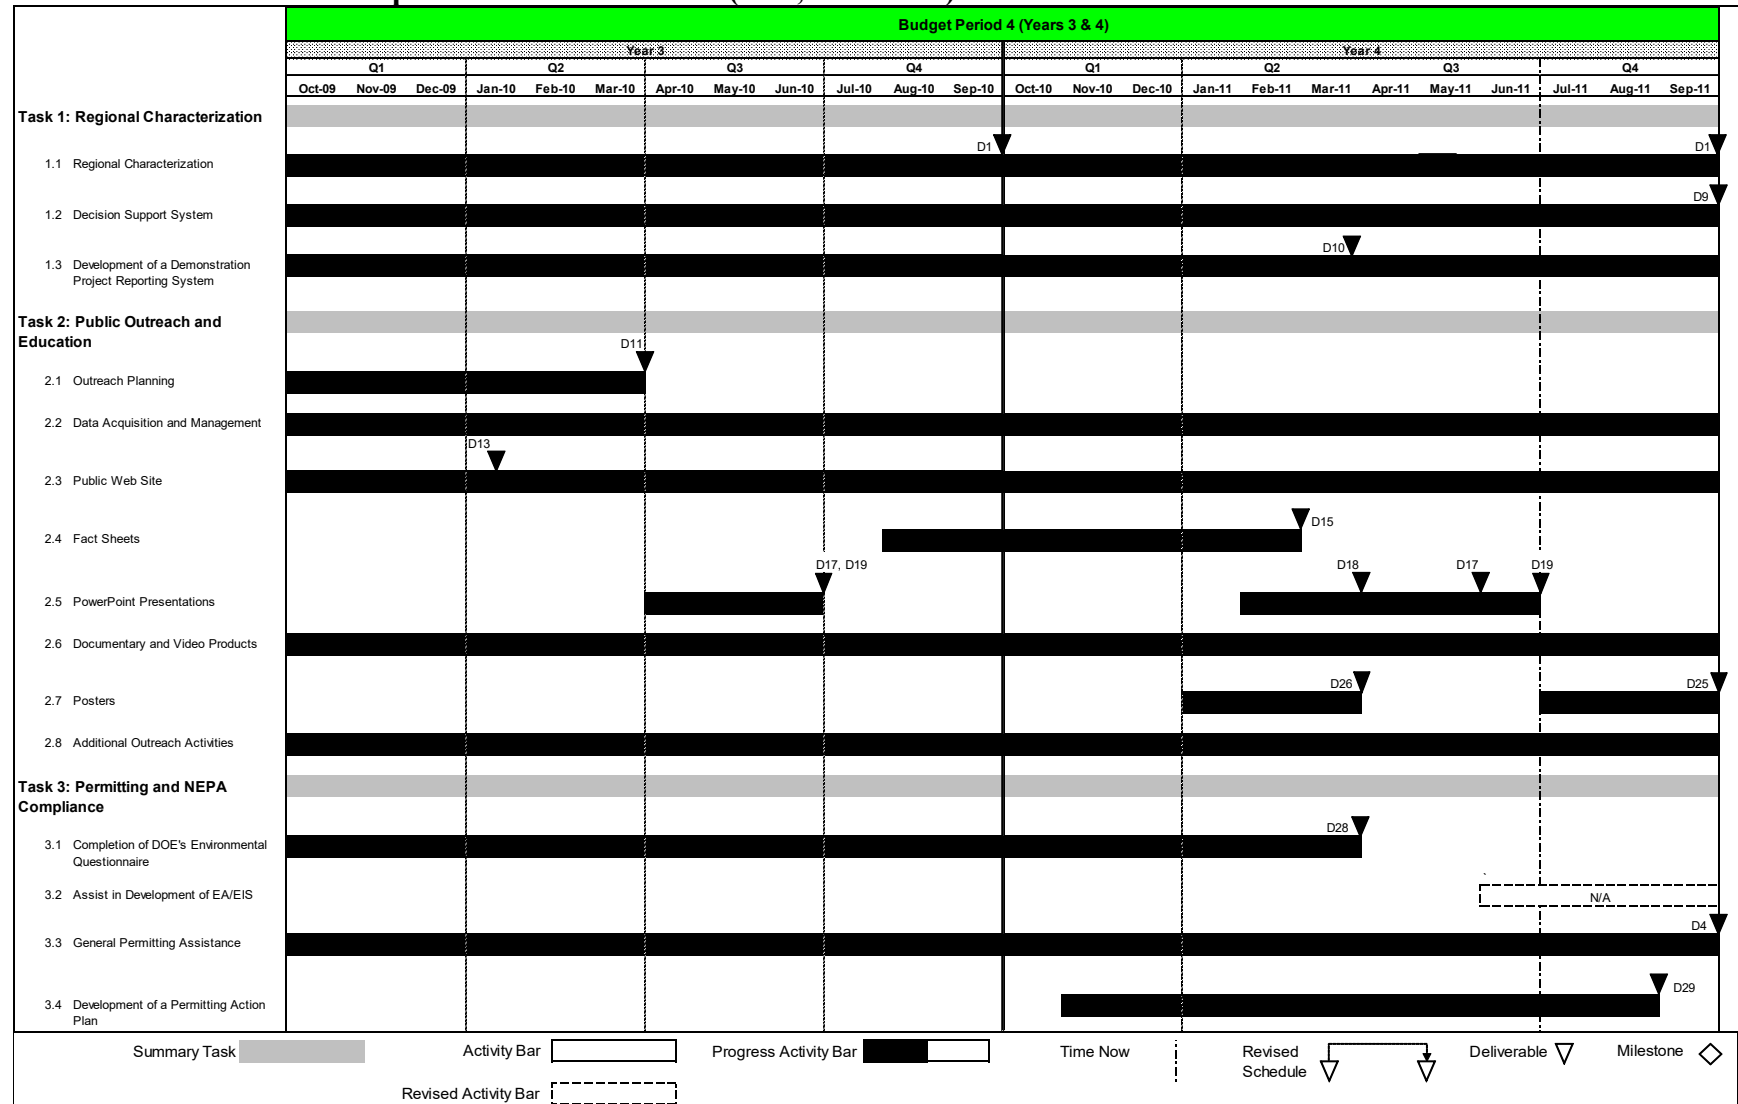 Budget Period 4 (Years 3 & 4)
Year 3 Year 4
Q1 Q2 Q3 Q4 Q1 Q2 Q3 Q4
Oct-09 Nov-09 Dec-09 Jan-10 Feb-10 Mar-10 Apr-10 May-10 Jun-10 Jul-10 Aug-10 Sep-10 Oct-10 Nov-10 Dec-10 Jan-11 Feb-11 Mar-11 Apr-11 May-11 Jun-11 Jul-11 Aug-11 Sep-11
Task 1: Regional Characterization
D1 D1
1.1 Regional Characterization
D9
1.2 Decision Support System
D10
1.3 Development of a Demonstration
Project Reporting System
Task 2: Public Outreach and
Education
D11
2.1 Outreach Planning
2.2 Data Acquisition and Management
D13
2.3 Public Web Site
D15
2.4 Fact Sheets
D17, D19 D18 D17 D19
2.5 PowerPoint Presentations
2.6 Documentary and Video Products
D26 D25
2.7 Posters
2.8 Additional Outreach Activities
Task 3: Permitting and NEPA
Compliance
D28
3.1 Completion of DOE's Environmental
Questionnaire
3.2 Assist in Development of EA/EIS N/A
D4
3.3 General Permitting Assistance
D29
3.4 Development of a Permitting Action
Plan
Summary Task Activity Bar Progress Activity Bar Time Now Revised Deliverable Milestone
Schedule
Revised Activity Bar